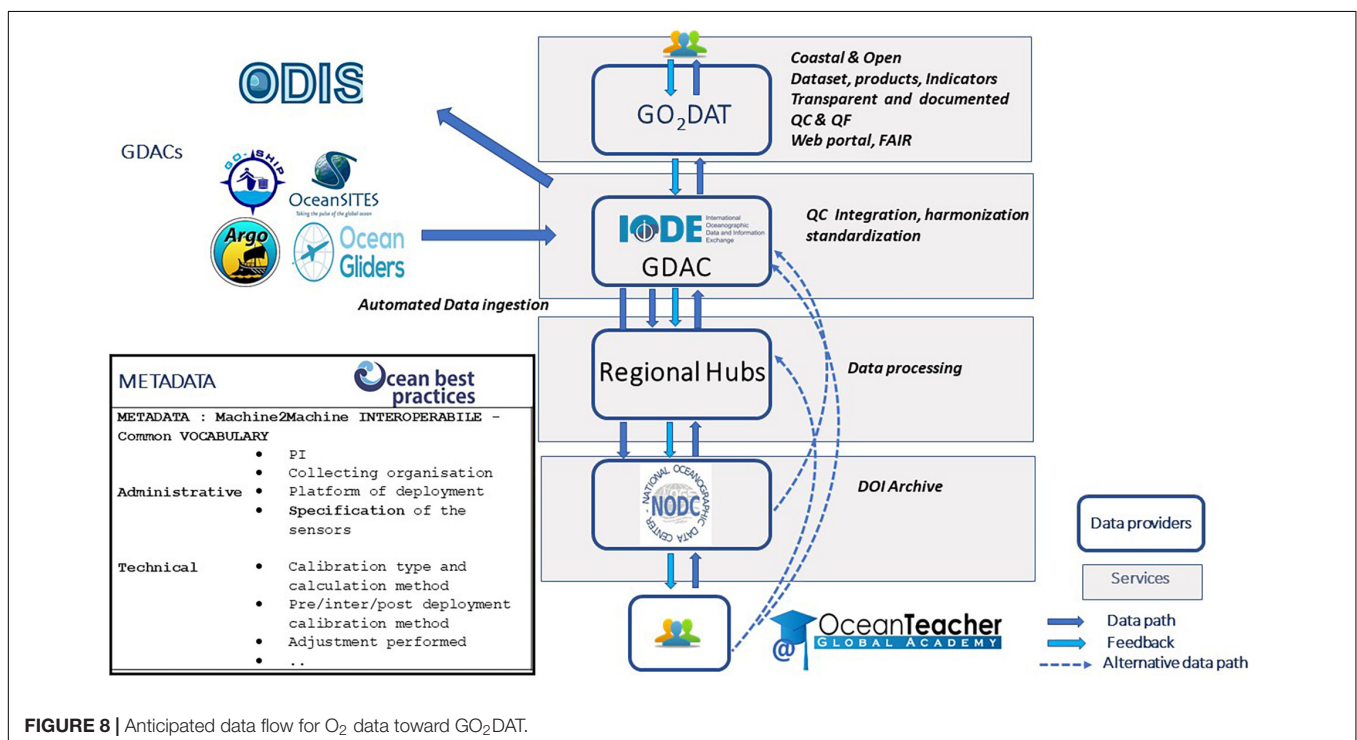 ODIS
GDACs
GO-SHIP
OceanSITES
Taking the pulse of the global ocean
Argo
Ocean
Gliders
GO₂DAT
Coastal & Open
Dataset, products, Indicators
Transparent and documented
QC & QF
Web portal, FAIR
IODE
International
Oceanographic
Data and Information
Exchange
GDAC
QC Integration, harmonization
standardization
Automated Data ingestion
Regional Hubs
Data processing
METADATA
Ocean best
practices
METADATA : Machine2Machine INTEROPERABILE –
Common VOCABULARY
• PI
• Collecting organisation
Administrative • Platform of deployment
• Specification of the
sensors
Technical • Calibration type and
calculation method
• Pre/inter/post deployment
calibration method
• Adjustment performed
• ..
NATIONAL OCEANOGRAPHIC DATA CENTER -
NODC
DOI Archive
@ OceanTeacher
GLOBAL ACADEMY
Data providers
Services
Data path
Feedback
Alternative data path
FIGURE 8 | Anticipated data flow for O₂ data toward GO₂DAT.